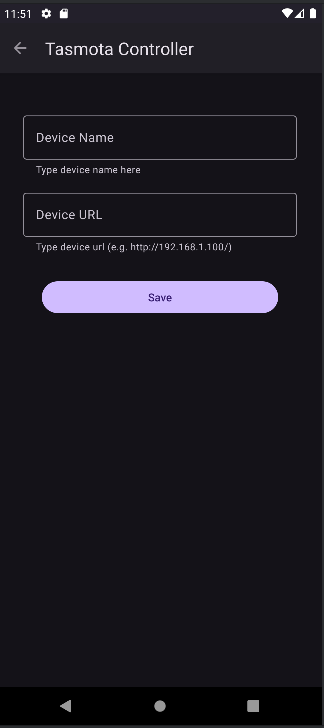 11:51
Tasmota Controller
Device Name
Type device name here
Device URL
Type device url (e.g. http://192.168.1.100/)
Save